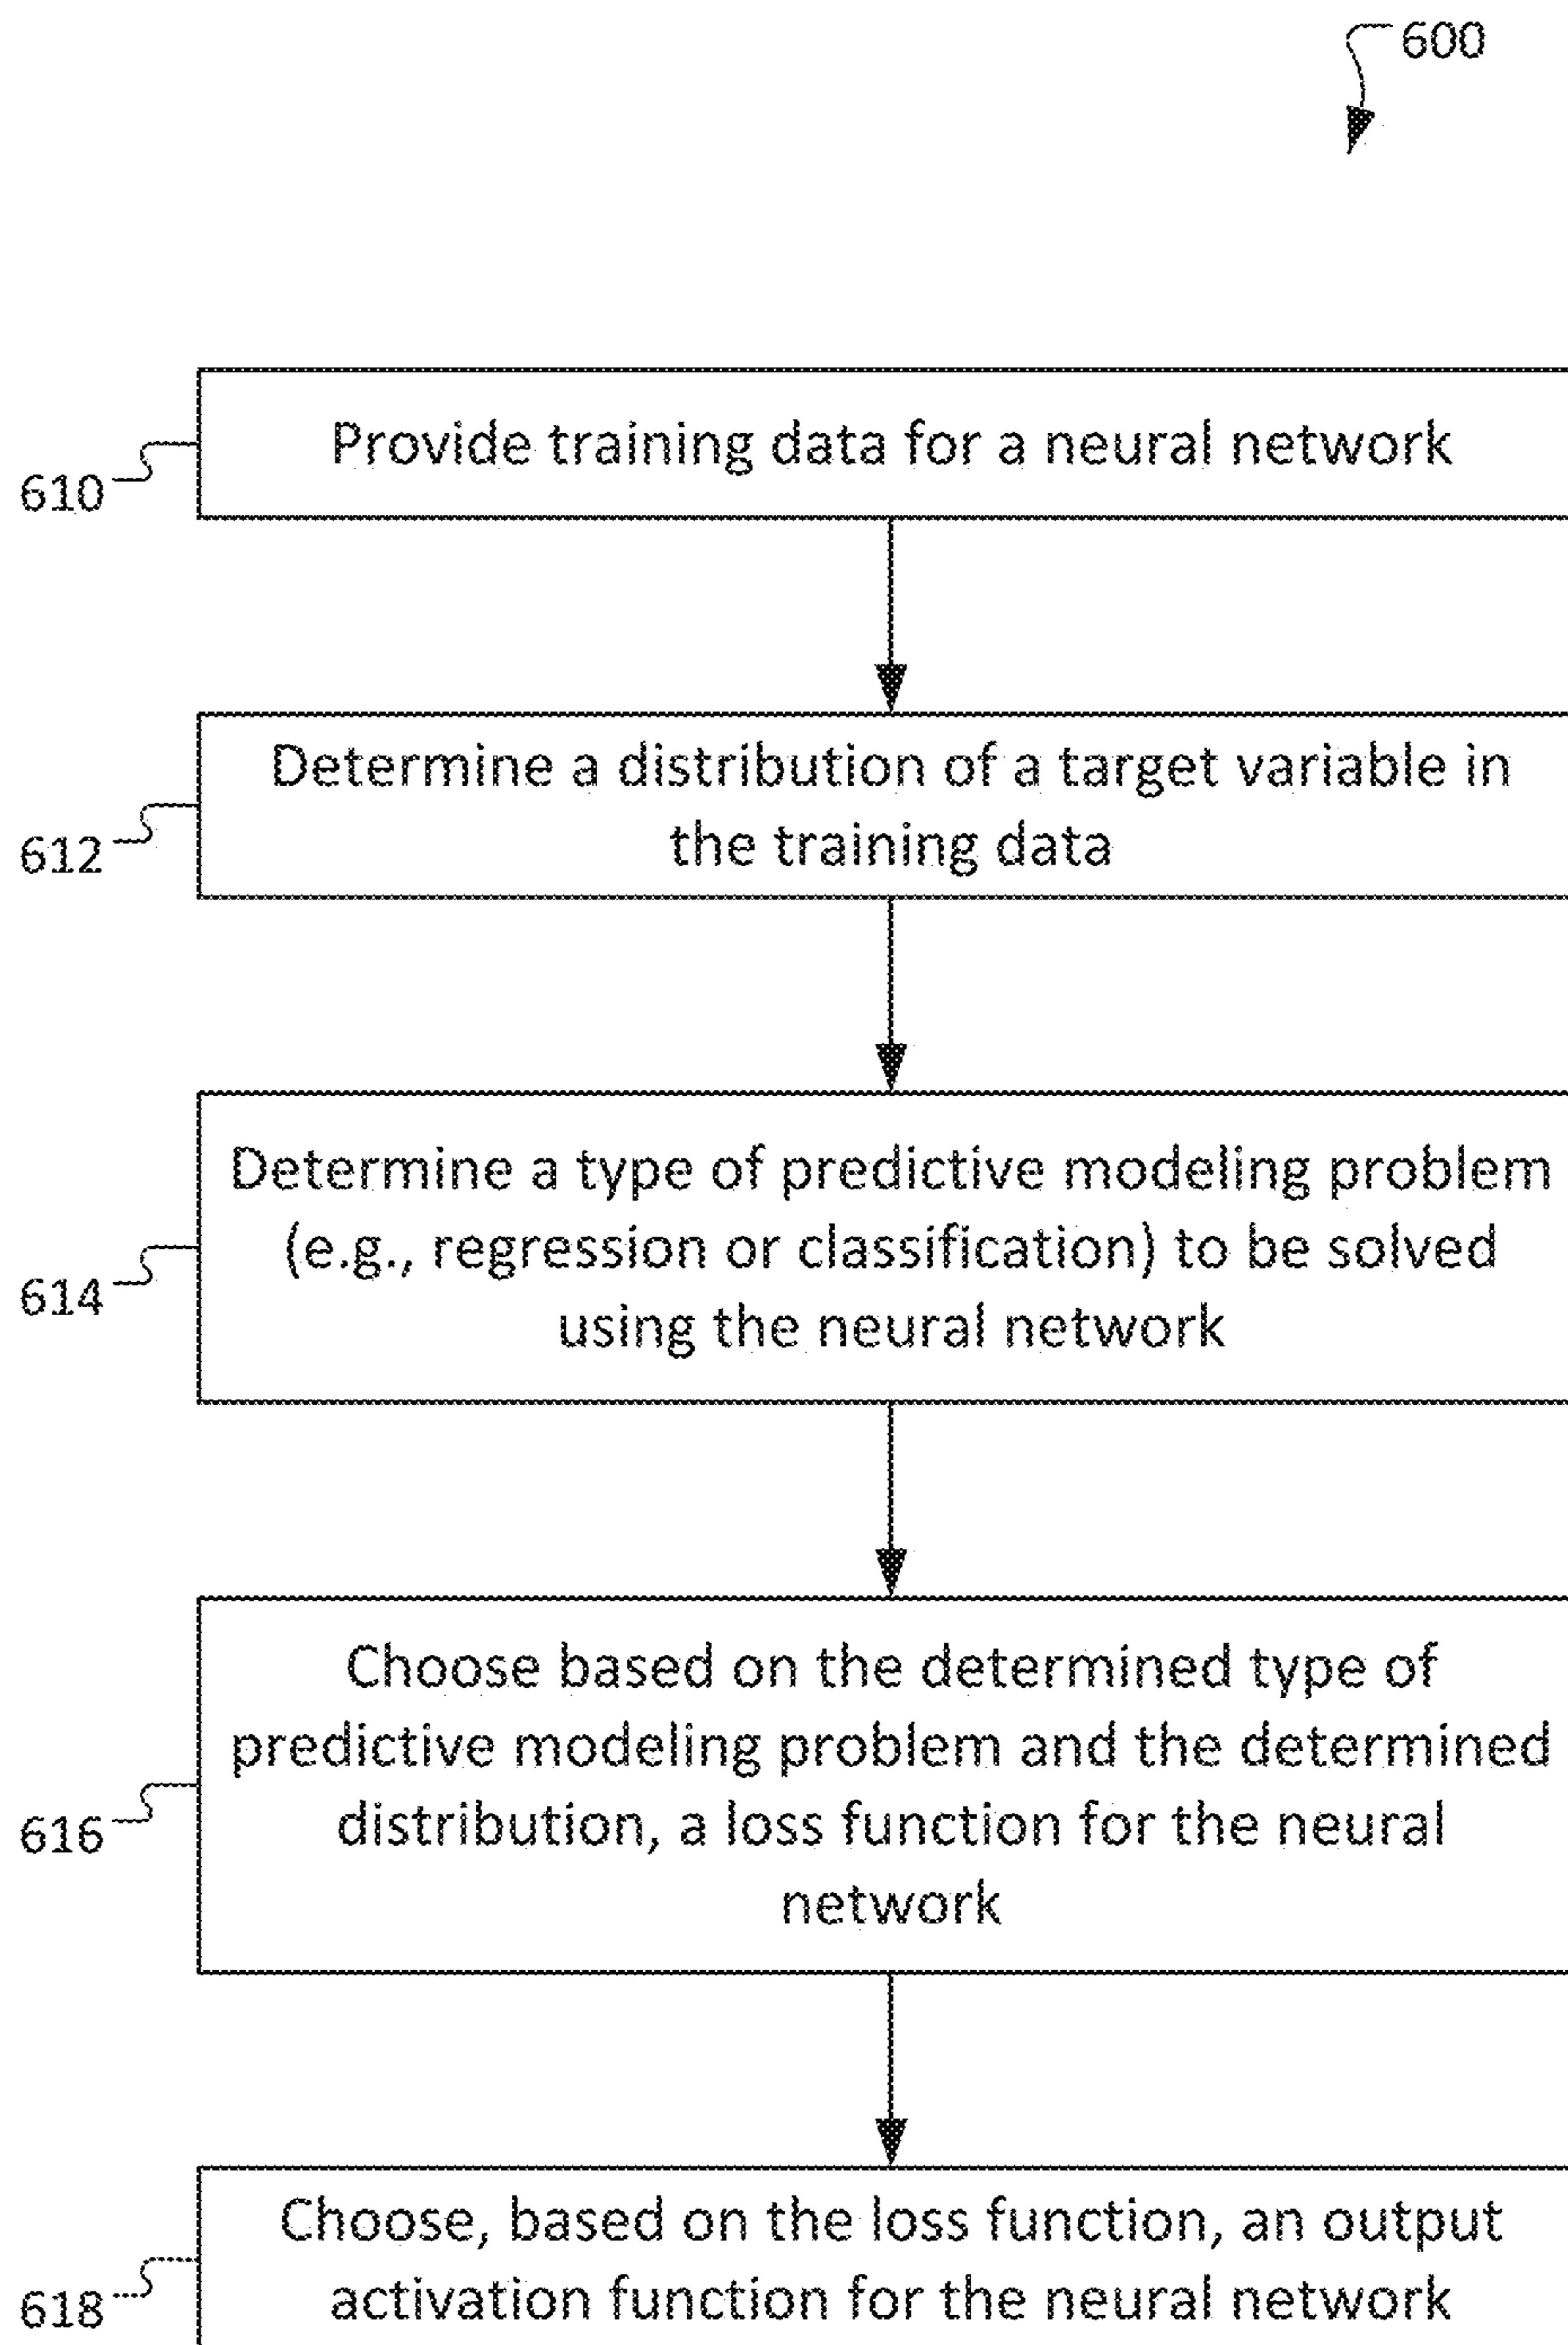 600
Provide training data for a neural network
610
Determine a distribution of a target variable in
the training data
612
Determine a type of predictive modeling problem
(e.g., regression or classification) to be solved
using the neural network
614
Choose based on the determined type of
predictive modeling problem and the determined
distribution, a loss function for the neural
network
616
Choose, based on the loss function, an output
activation function for the neural network
618